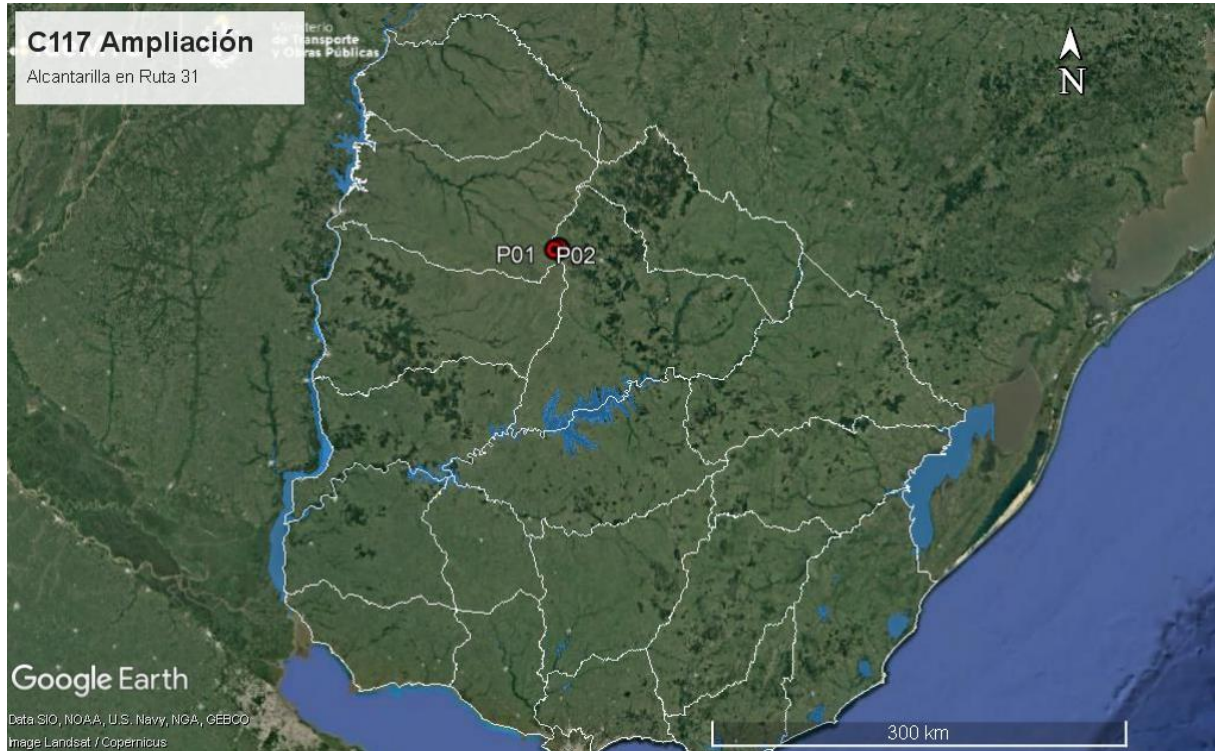 C117 Ampliación
Alcantarilla en Ruta 31
Ministerio
de Transporte
y Obras Públicas
N
P01 P02
Google Earth
Data SIO, NOAA, U.S. Navy, NGA, GEBCO
Image Landsat / Copernicus
300 km